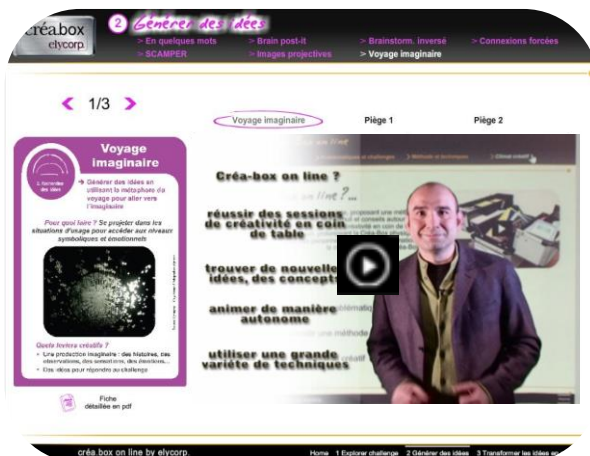 créa.box
elycorp
2 Générer des idées
> En quelques mots
> Brain post-it
> Brainstorm. inversé
> Connexions forcées
> SCAMPER
> Images projectives
> Voyage imaginaire
< 1/3 >
Voyage imaginaire
Piège 1
Piège 2
Voyage
imaginaire
Générer des idées en
utilisant la métaphore du
voyage pour aller vers
l'imaginaire
Pour quoi faire ? Se projeter dans les
situations d'usage pour accéder aux niveaux
symboliques et émotionnels
Quels livrers créatifs ?
Une production imaginaire : des histoires, des
observations, des sensations, des émotions...
Des idées pour répondre au challenge
Fiche
détaillée en pdf
Créa-box on line ?
réussir des sessions
de créativité en coin
de table
trouver de nouvelle
idées, des concept
animer de manière
autonome
utiliser une grande
variéte de techniques
créa.box on line by elycorp.
Home
1 Explorer challenge
2 Générer des idées
3 Transformer les idées en